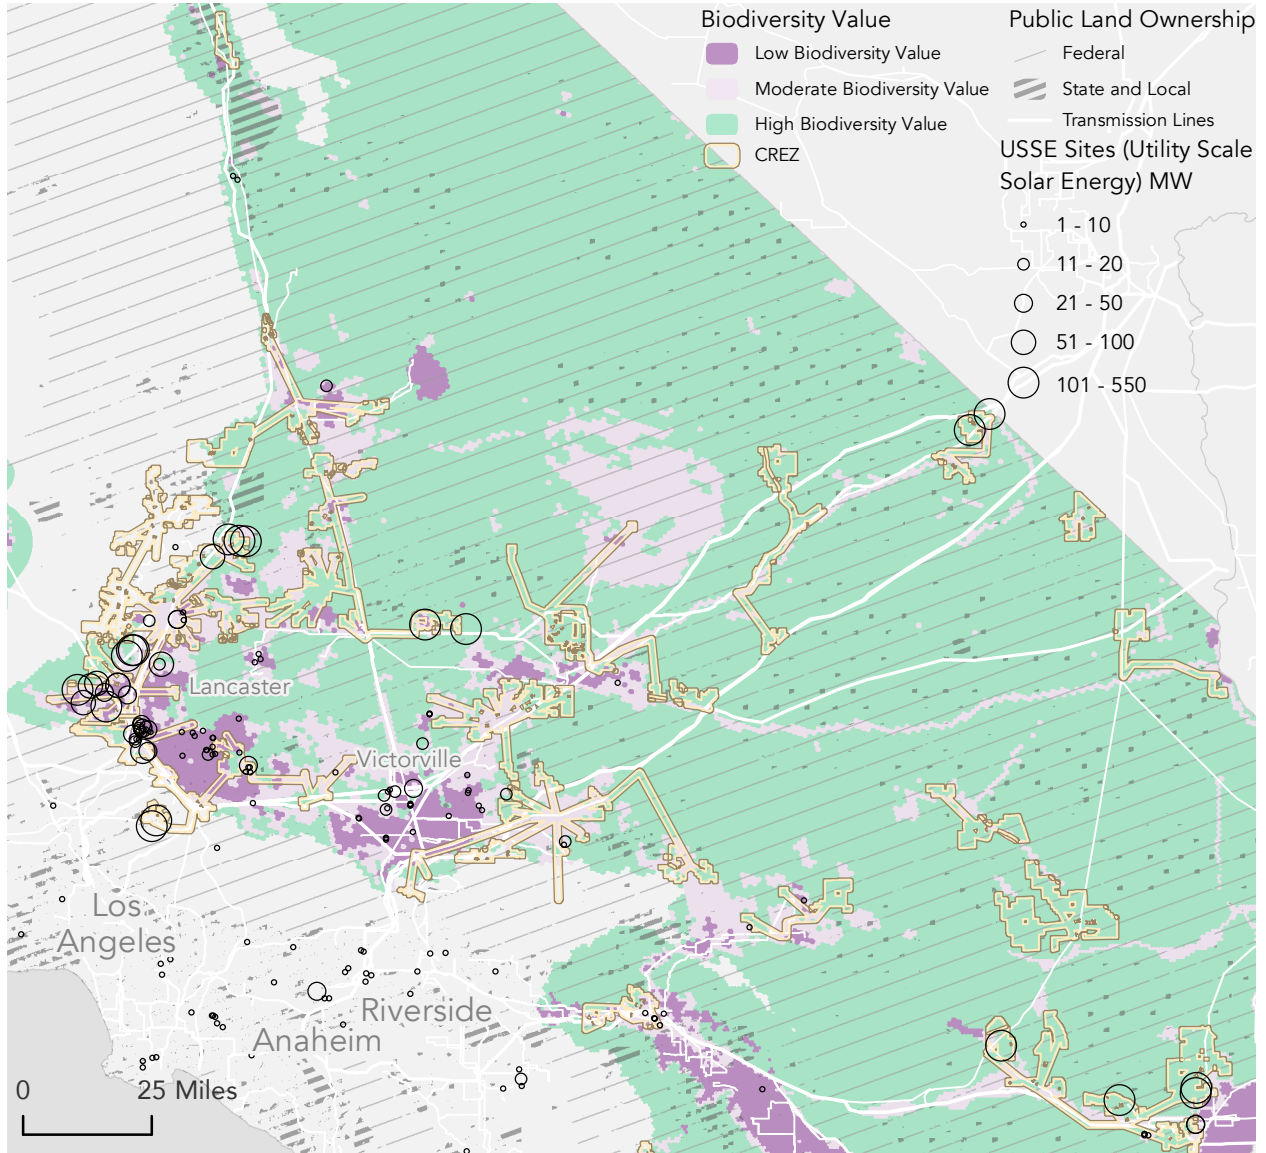 Biodiversity Value
Low Biodiversity Value
Moderate Biodiversity Value
High Biodiversity Value
CREZ
Public Land Ownership
Federal
State and Local
Transmission Lines
USSE Sites (Utility Scale
Solar Energy) MW
1 - 10
11 - 20
21 - 50
51 - 100
101 - 550
Lancaster
Victorville
Los
Angeles
Riverside
Anaheim
0 25 Miles